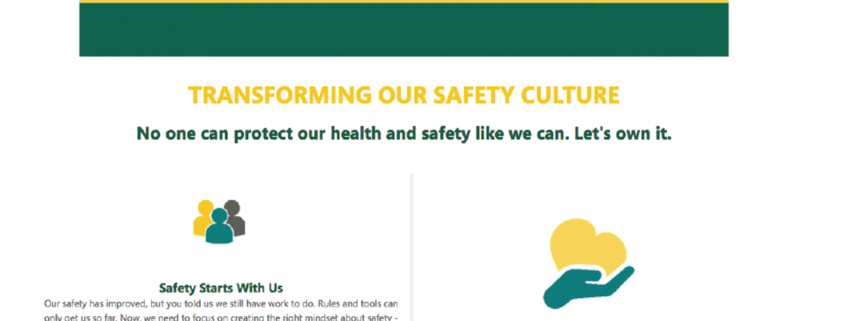 TRANSFORMING OUR SAFETY CULTURE
No one can protect our health and safety like we can. Let's own it.
Safety Starts With Us
Our safety has improved, but you told us we still have work to do. Rules and tools can
only get us so far. Now, we need to focus on creating the right mindset about safety -